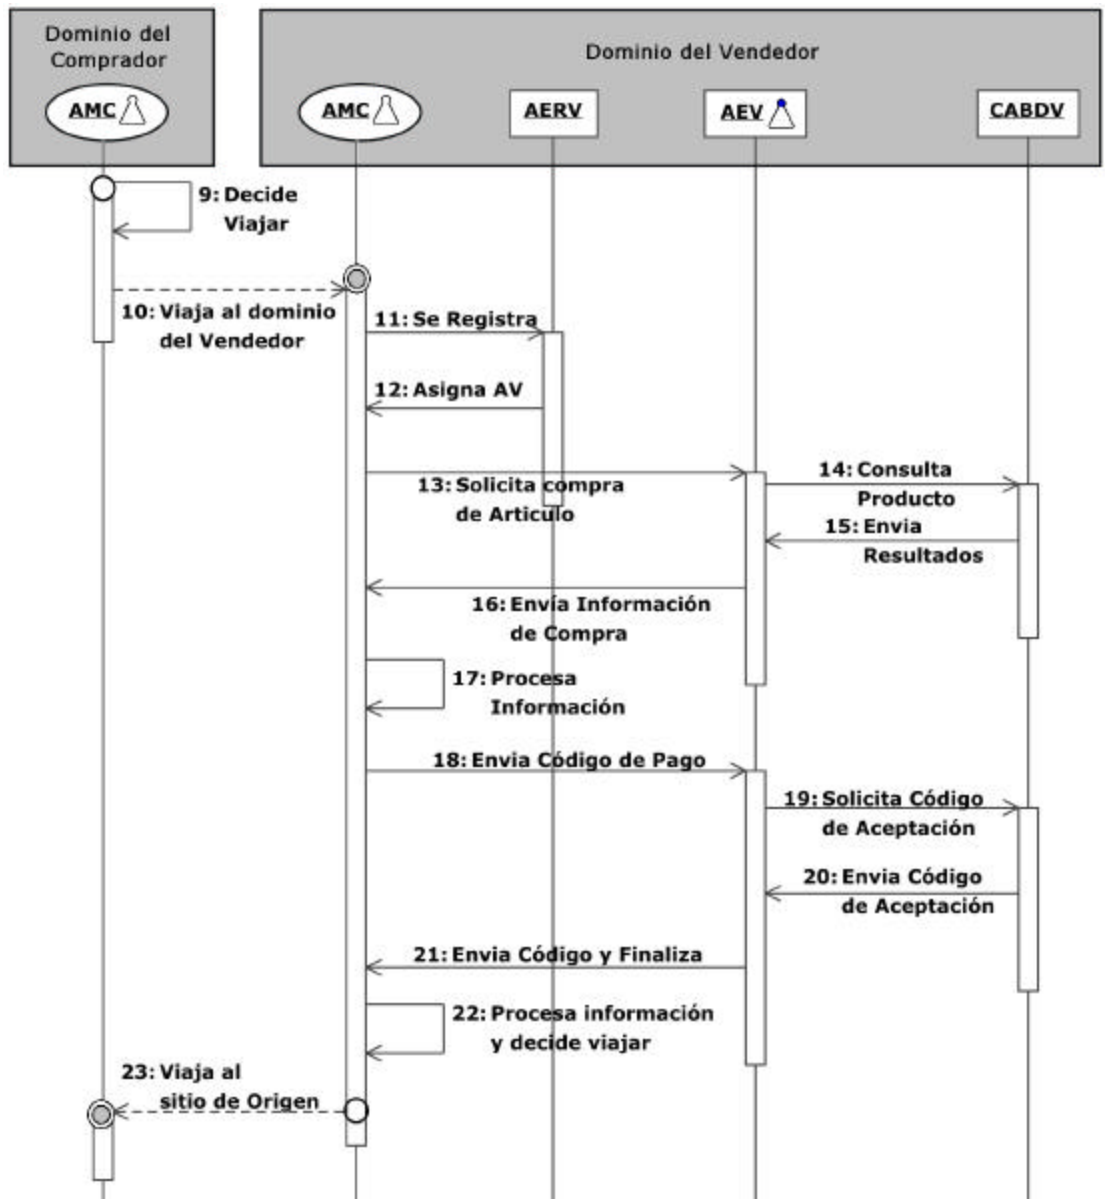 Dominio del
Comprador
Dominio del Vendedor
AMC
AMC
AERV
AEV
CABDV
9: Decide
Viajar
10: Viaja al dominio
del Vendedor
11: Se Registra
12: Asigna AV
13: Solicita compra
de Articulo
14: Consulta
Producto
15: Envia
Resultados
16: Envía Información
de Compra
17: Procesa
Información
18: Envia Código de Pago
19: Solicita Código
de Aceptación
20: Envia Código
de Aceptación
21: Envia Código y Finaliza
22: Procesa información
y decide viajar
23: Viaja al
sitio de Origen